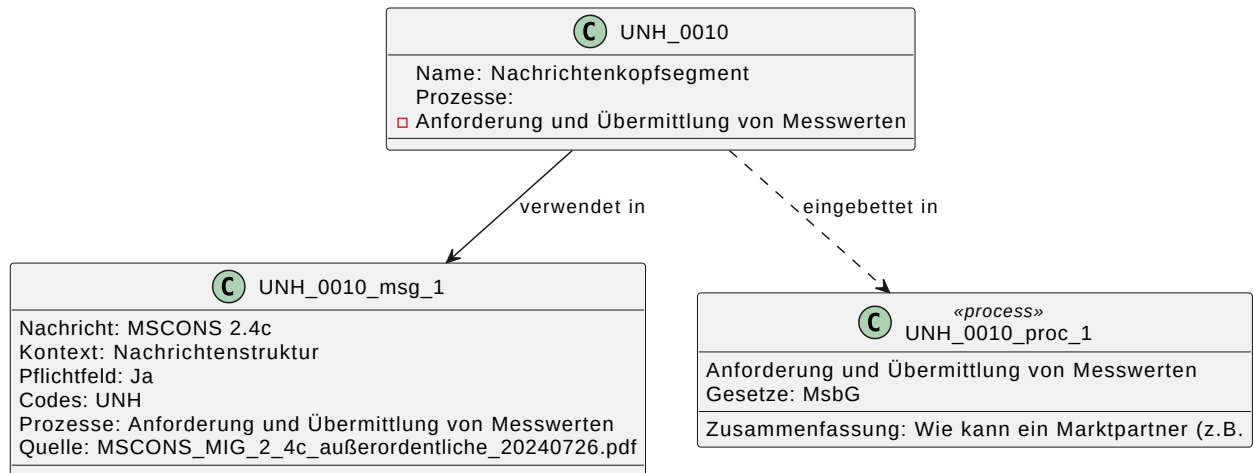 C UNH_0010
Name: Nachrichtenkopfsegment
Prozesse:
Anforderung und Übermittlung von Messwerten
verwendet in
eingebettet in
C UNH_0010_msg_1
Nachricht: MSCONS 2.4c
Kontext: Nachrichtenstruktur
Pflichtfeld: Ja
Codes: UNH
Prozesse: Anforderung und Übermittlung von Messwerten
Quelle: MSCONS_MIG_2_4c_außerordentliche_20240726.pdf
«process»
C UNH_0010_proc_1
Anforderung und Übermittlung von Messwerten
Gesetze: MsbG
Zusammenfassung: Wie kann ein Marktpartner (z.B.